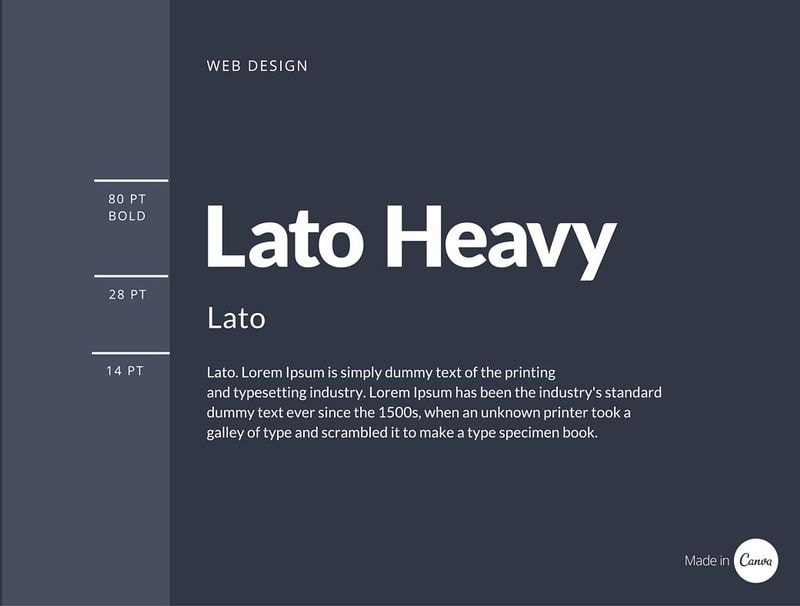 WEB DESIGN
80 PT
BOLD
Lato Heavy
28 PT
Lato
14 PT
Lato. Lorem Ipsum is simply dummy text of the printing
and typesetting industry. Lorem Ipsum has been the industry's standard
dummy text ever since the 1500s, when an unknown printer took a
galley of type and scrambled it to make a type specimen book.
Made in Canva